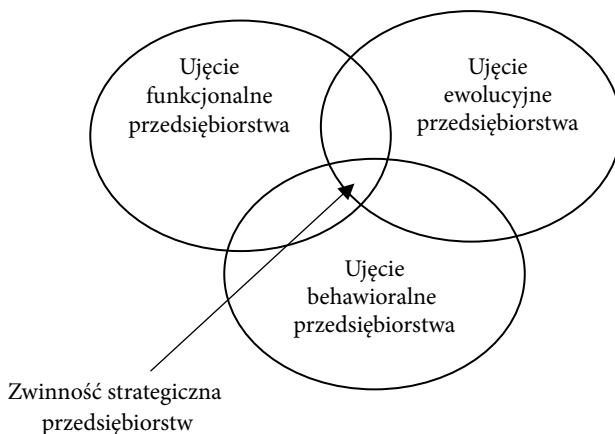 Ujęcie
funkcjonalne
przedsiębiorstwa
Ujęcie
ewolucyjne
przedsiębiorstwa
Ujęcie
behawioralne
przedsiębiorstwa
Zwinność strategiczna
przedsiębiorstw